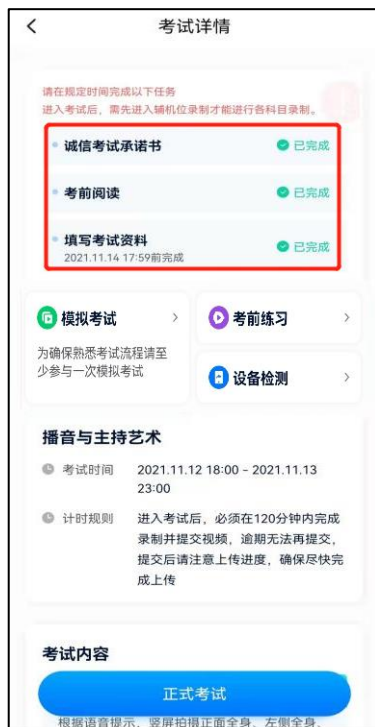 考试详情
请在规定时间完成以下任务
进入考试后，需先进入辅机位录制才能进行各科目录制。
诚信考试承诺书
已完成
考前阅读
已完成
填写考试资料
已完成
2021.11.14 17:59前完成
模拟考试
为确保熟悉考试流程请至
少参与一次模拟考试
考前练习
设备检测
播音与主持艺术
考试时间
2021.11.12 18:00 - 2021.11.13
23:00
计时规则
进入考试后，必须在120分钟内完成
录制并提交视频，逾期无法再提交，
提交后请注意上传进度，确保尽快完
成上传
考试内容
正式考试
根据语音提示，竖屏拍摄正面全身、左侧全身、